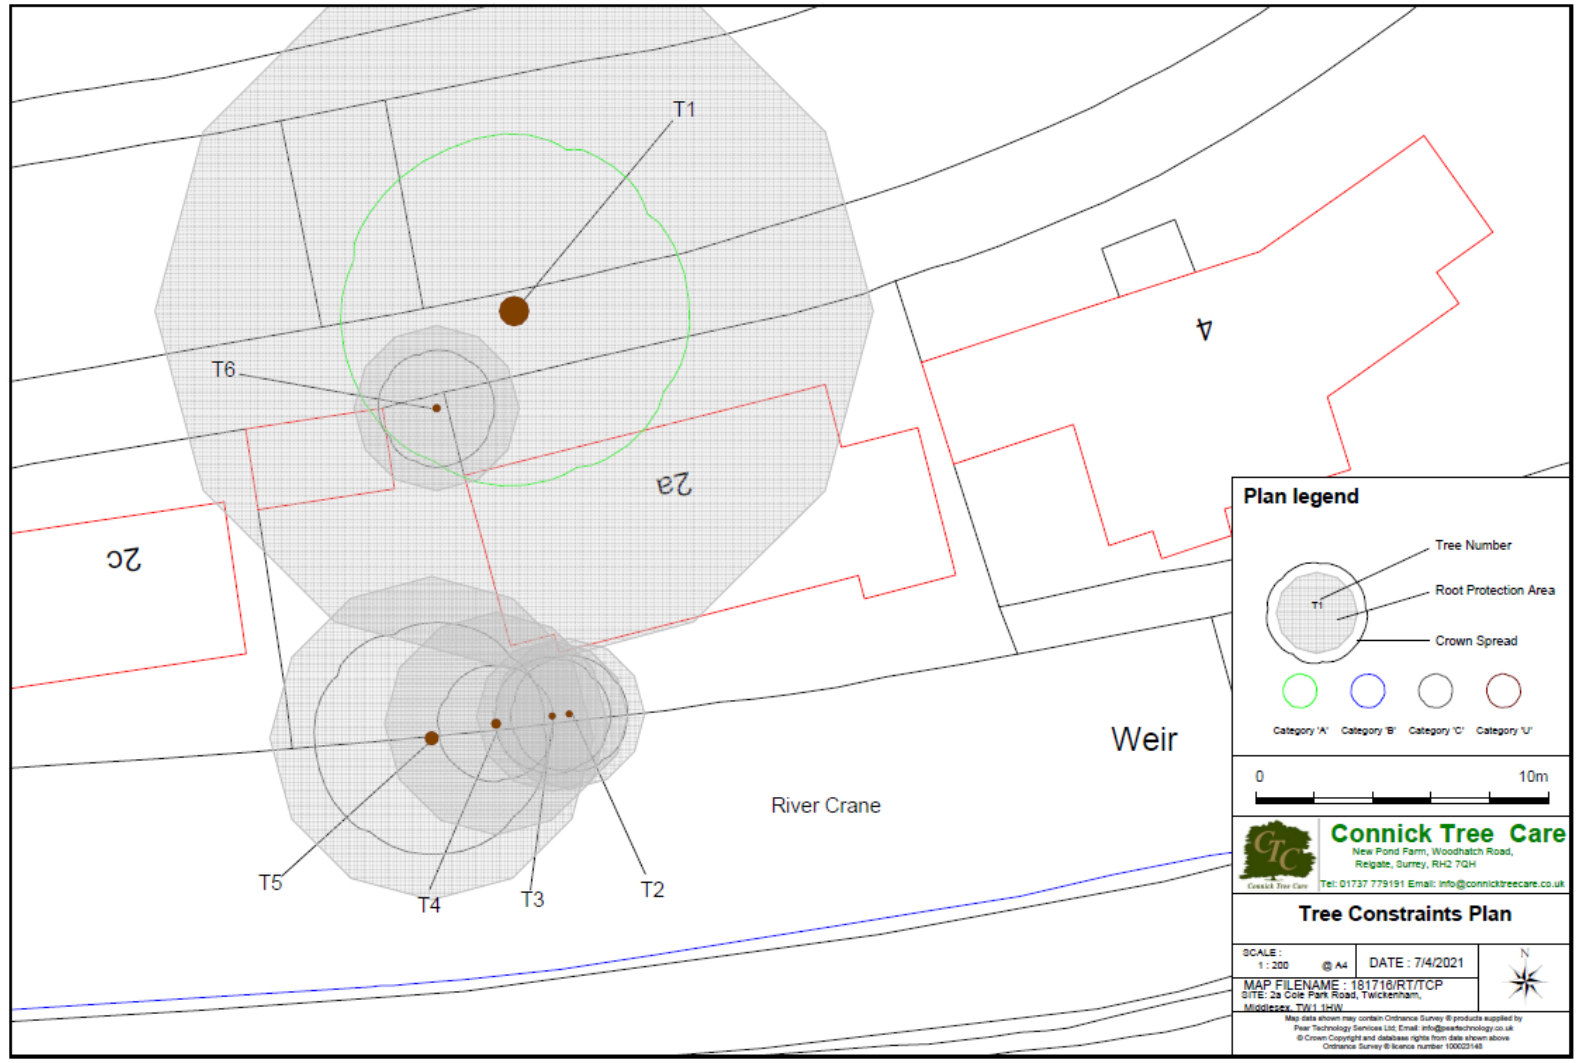 T1
T6
4
2a
2c
Weir
River Crane
T5
T4
T3
T2
Plan legend
Tree Number
T1
Root Protection Area
Crown Spread
Category 'A'
Category 'B'
Category 'C'
Category 'U'
0
10m
CTC
Connick Tree Care
Connick Tree Care
New Pond Farm, Woodhatch Road,
Reigate, Surrey, RH2 7QH
Tel: 01737 779191 Email: info@connicktreecare.co.uk
Tree Constraints Plan
SCALE :
1 : 200 @ A4
DATE : 7/4/2021
N
MAP FILENAME : 181716/RT/TCP
SITE: 2a Cole Park Road, Twickenham,
Middlesex, TW1 1HW
Map data shown may contain Ordnance Survey ® products supplied by
Pear Technology Services Ltd; Email: info@peartechnology.co.uk
© Crown Copyright and database rights from date shown above
Ordnance Survey ® licence number 100023148